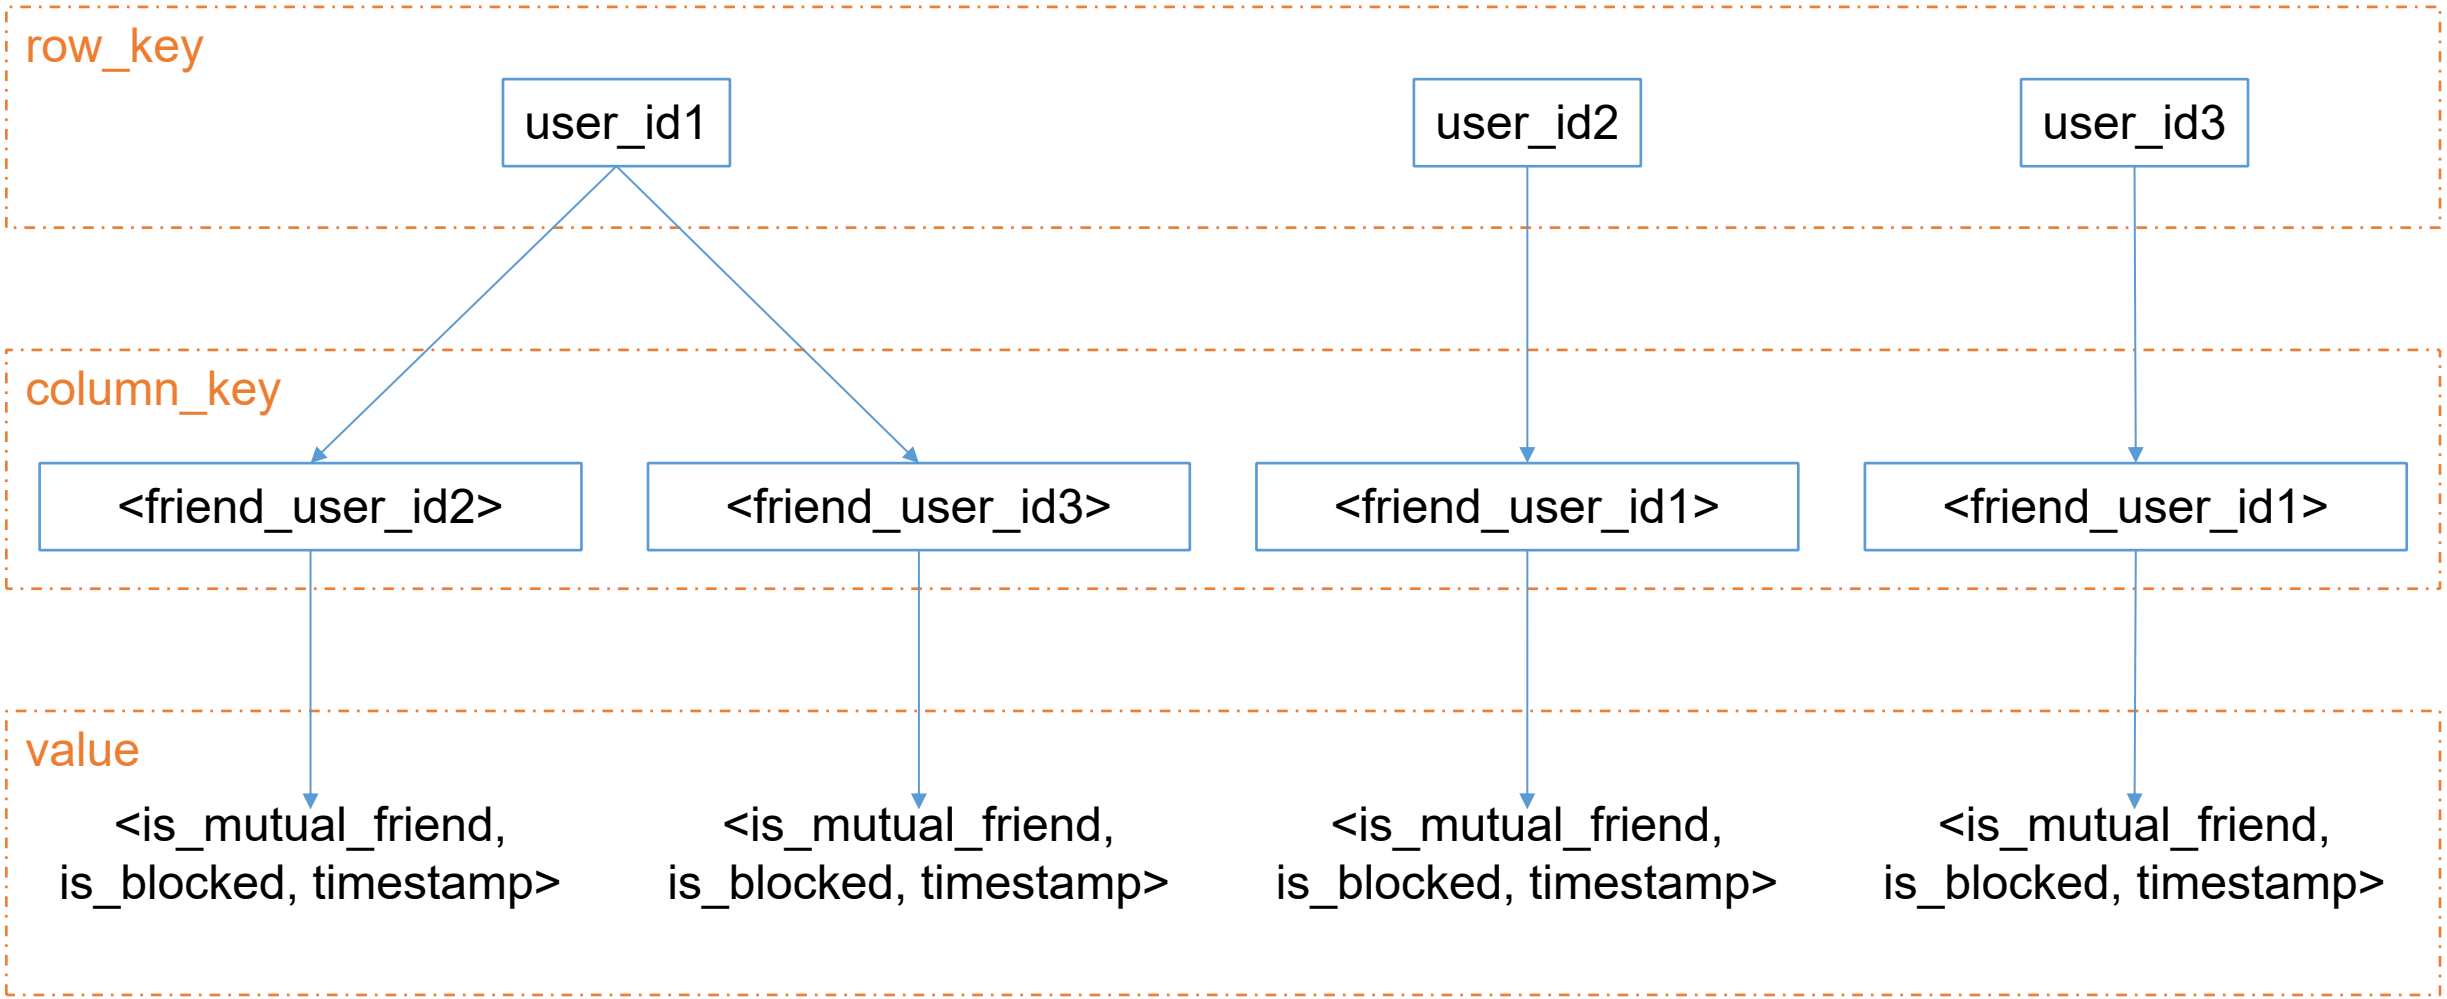 row_key
user_id1
user_id2
user_id3
column_key
<friend_user_id2>
<friend_user_id3>
<friend_user_id1>
<friend_user_id1>
value
<is_mutual_friend,
is_blocked, timestamp>
<is_mutual_friend,
is_blocked, timestamp>
<is_mutual_friend,
is_blocked, timestamp>
<is_mutual_friend,
is_blocked, timestamp>